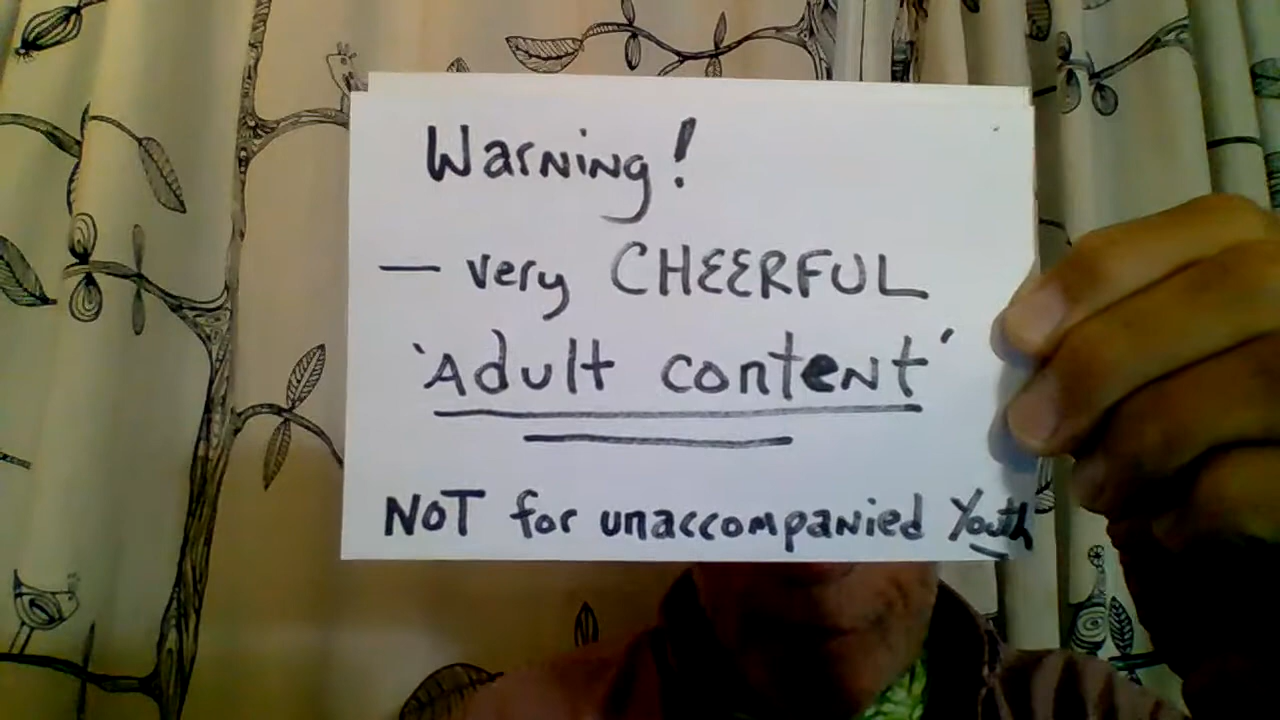 Warning!
— very CHEERFUL
'Adult content'
NOT for unaccompanied Youth